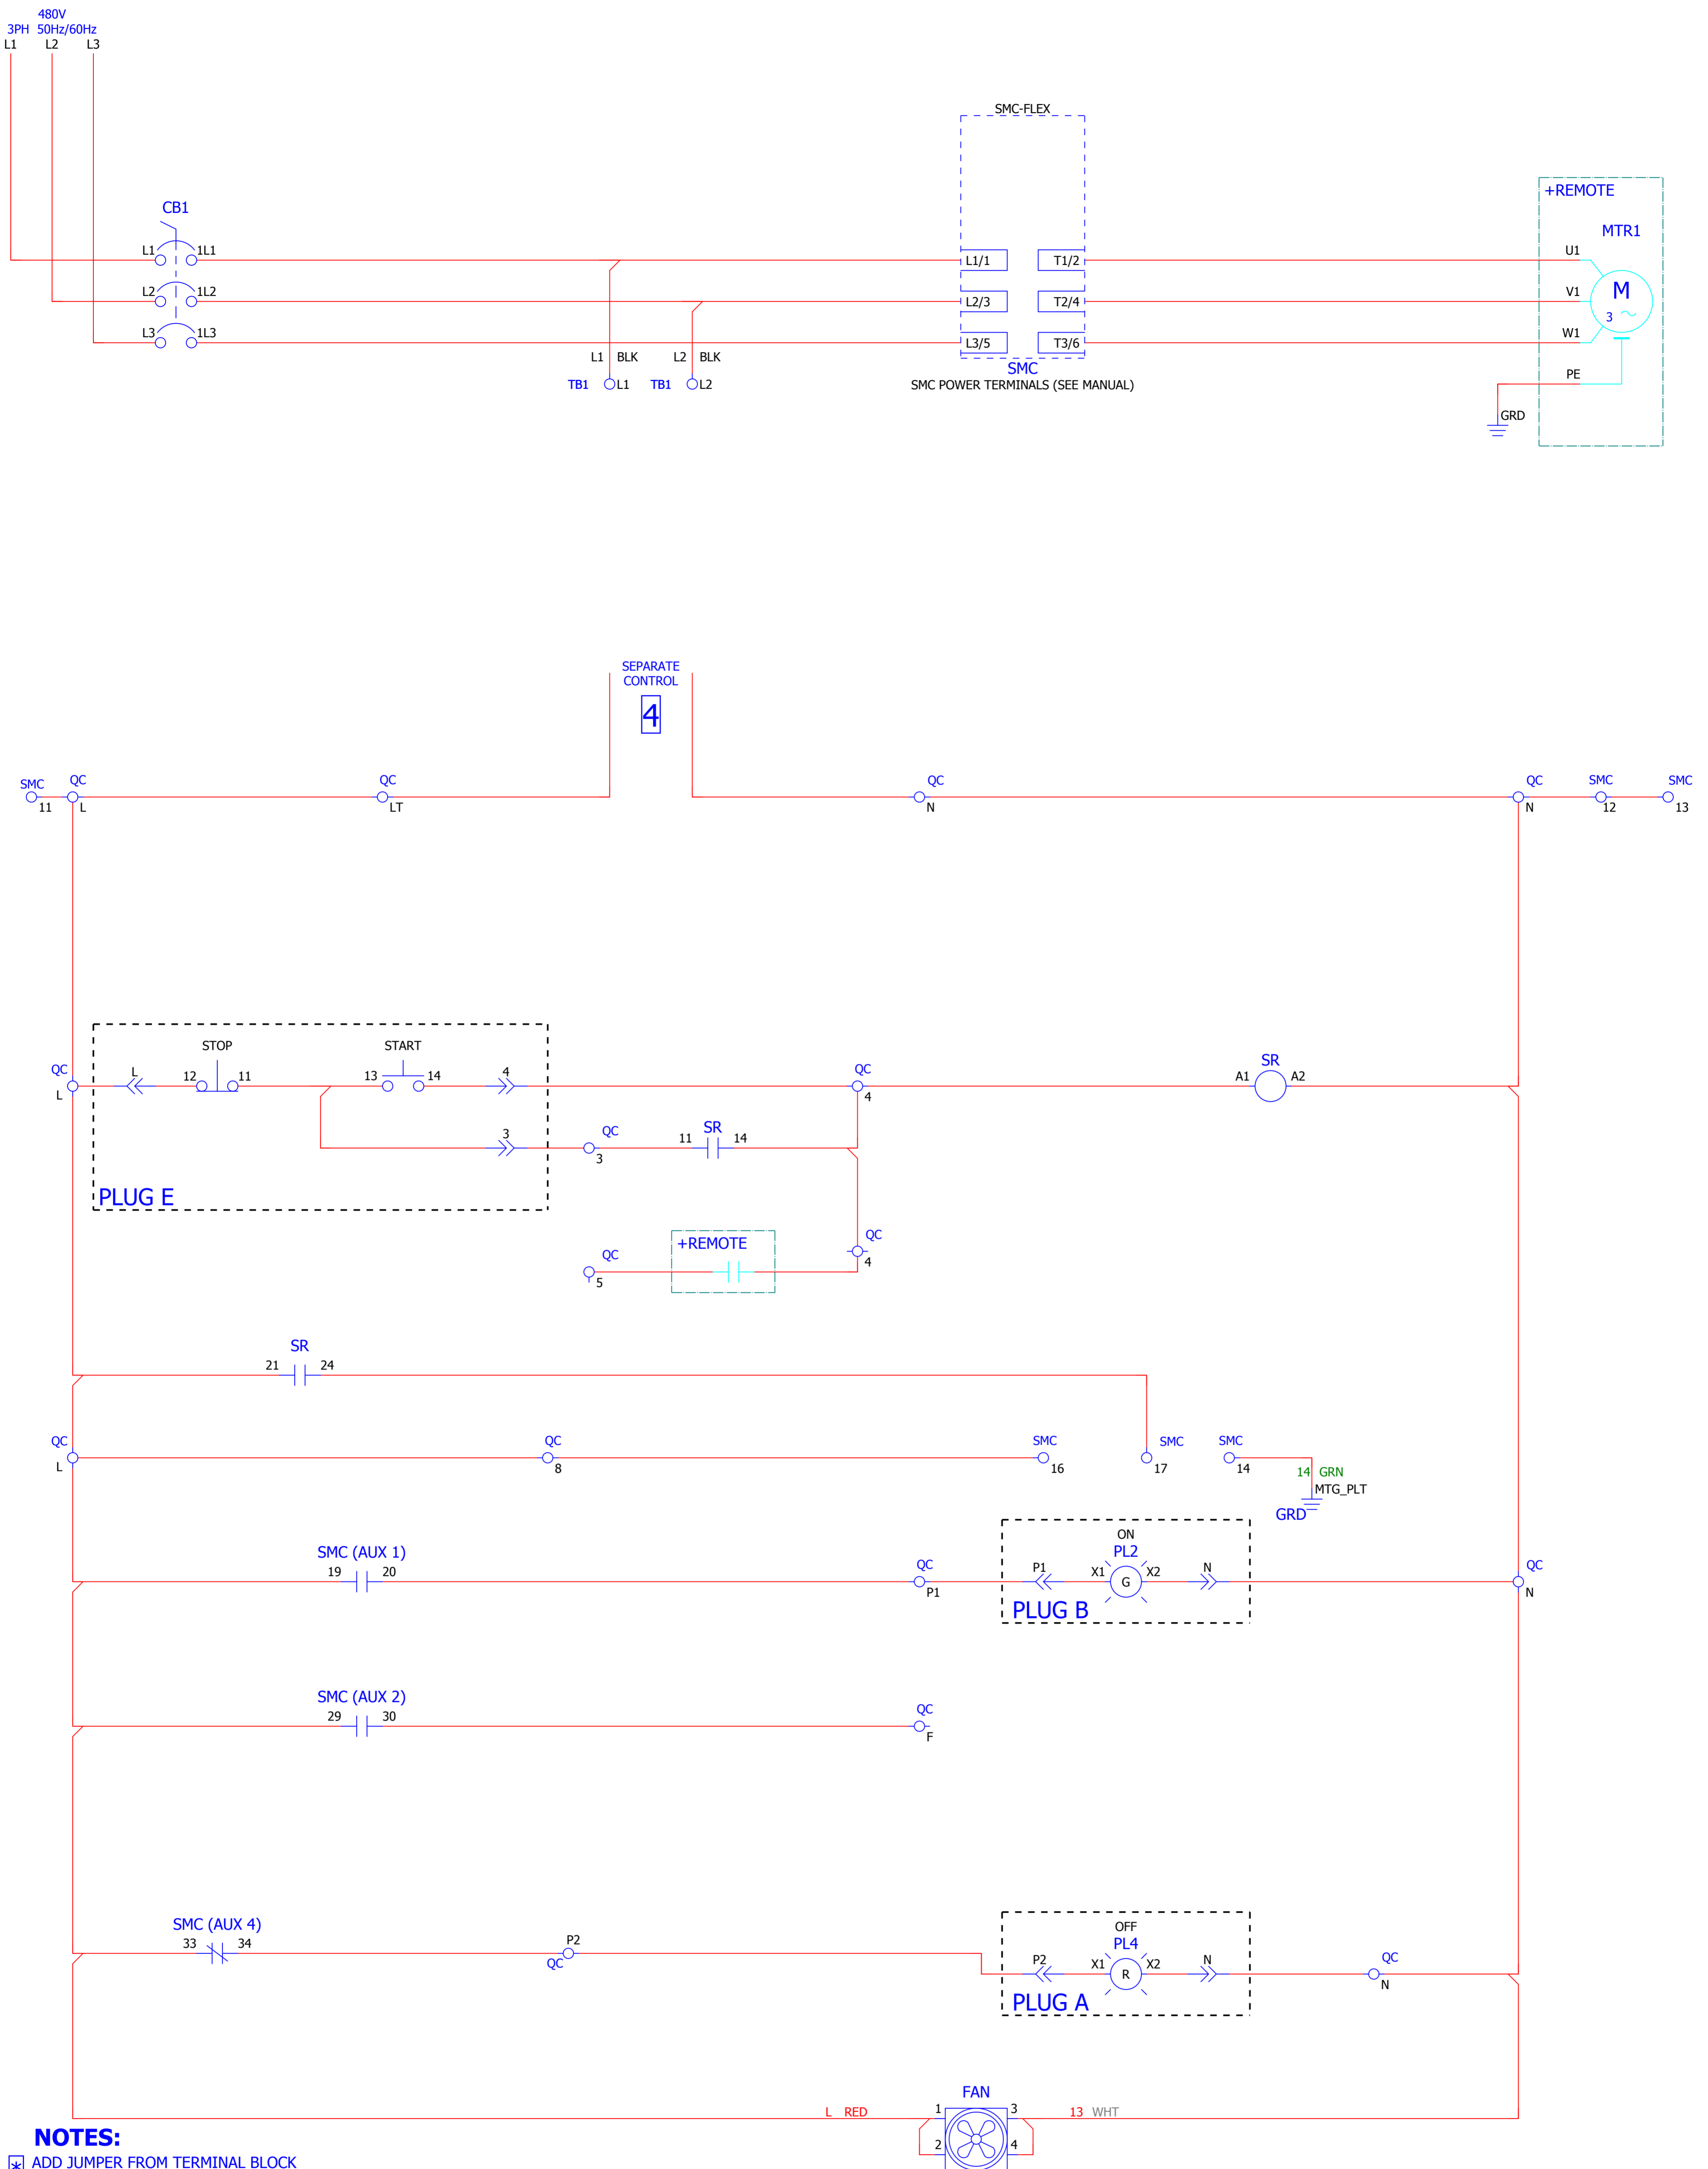 480V
3PH 50Hz/60Hz
L1 L2 L3
SMC-FLEX
+REMOTE
CB1
MTR1
L1 1L1 L1/1 T1/2 U1
L2 1L2 L2/3 T2/4 V1
M
3
L3 1L3 L3/5 T3/6 W1
L1 BLK L2 BLK
SMC
TB1 L1 TB1 L2
SMC POWER TERMINALS (SEE MANUAL)
PE
GRD
SEPARATE
CONTROL
4
SMC QC QC QC QC SMC SMC
11 L LT N N 12 13
STOP START
QC L 12 11 13 14 4 QC SR
L 4 A1 A2
3 QC 11 SR 14
3
PLUG E
QC +REMOTE QC
5 4
SR
21 24
QC QC SMC SMC SMC
L 8 16 17 14
14 GRN
MTG_PLT
GRD
ON
SMC (AUX 1) PL2
19 20 QC P1 X1 G X2 N QC
P1 N
PLUG B
SMC (AUX 2)
29 30 QC
F
SMC (AUX 4) OFF
33 34 P2 PL4
QC P2 X1 R X2 N QC
N
PLUG A
FAN
L RED 1 3 13 WHT
2 4
NOTES:
* ADD JUMPER FROM TERMINAL BLOCK